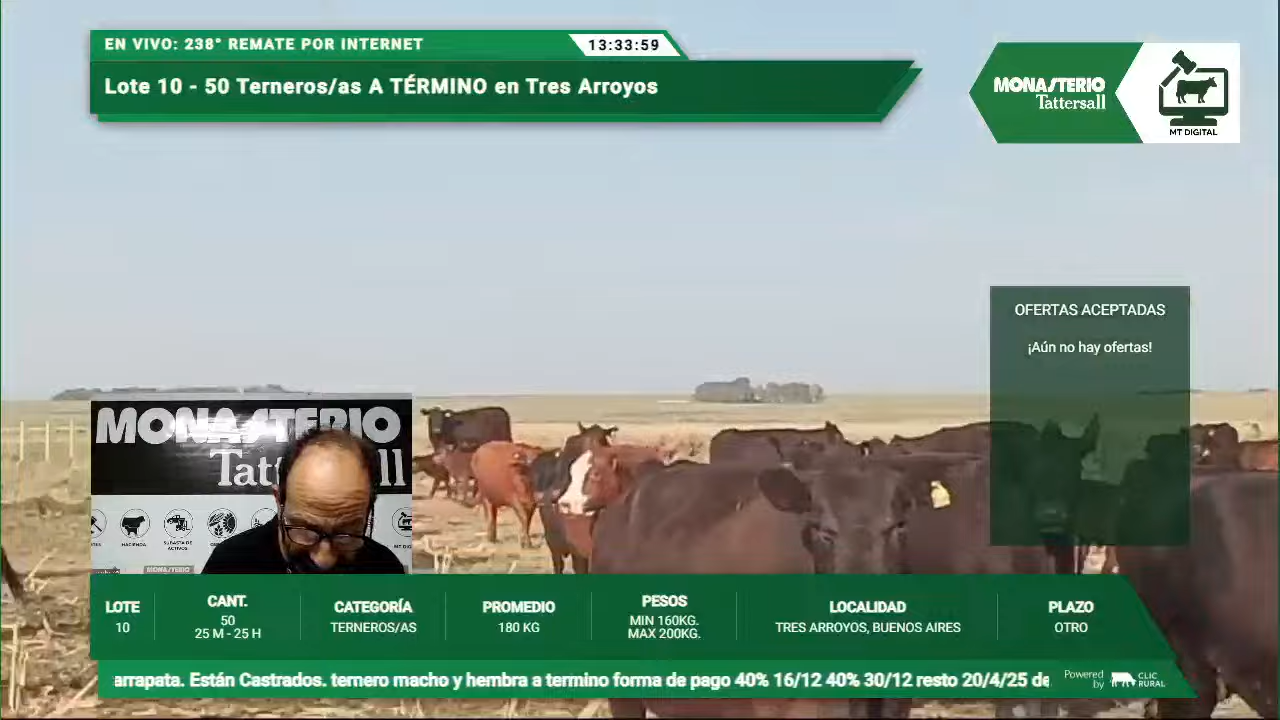 EN VIVO: 238° REMATE POR INTERNET
13:33:59
Lote 10 - 50 Terneros/as A TÉRMINO en Tres Arroyos
MONASTERIO
Tattersall
MT DIGITAL
OFERTAS ACEPTADAS
¡Aún no hay ofertas!
MONASTERIO
HACIENDA
SUBASTA DE
ACTIVOS
MONASTERIO
LOTE
10
CANT.
50
25 M - 25 H
CATEGORÍA
TERNEROS/AS
PROMEDIO
180 KG
PESOS
MIN 160KG.
MAX 200KG.
LOCALIDAD
TRES ARROYOS, BUENOS AIRES
PLAZO
OTRO
arrapata. Están Castrados. ternero macho y hembra a termino forma de pago 40% 16/12 40% 30/12 resto 20/4/25 de
Powered
by
CLIC
RURAL